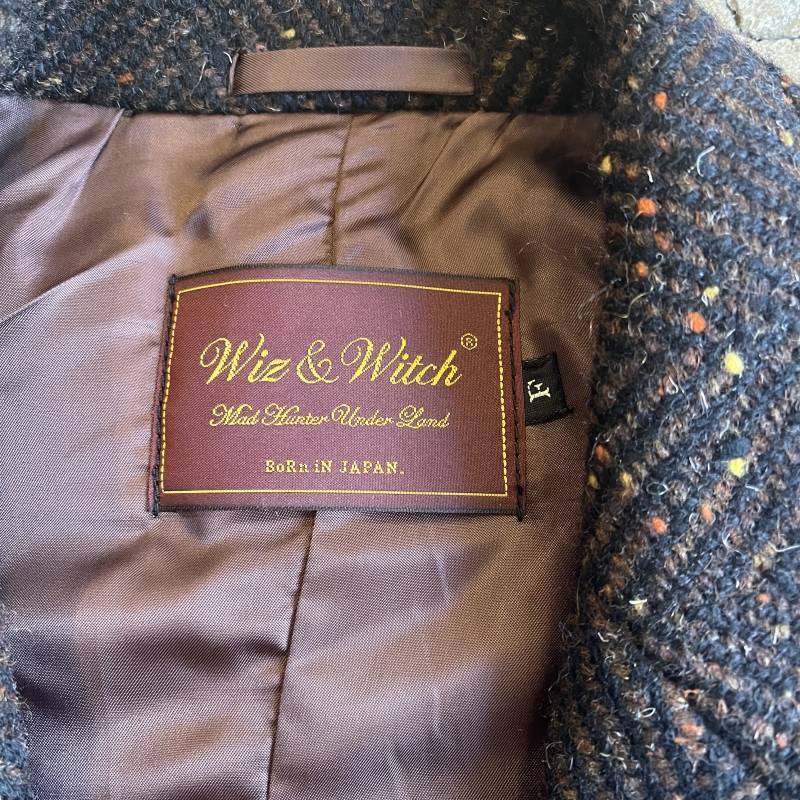 Wiz & Witch®
Mad Hunter Under Land
BoRn iN JAPAN.